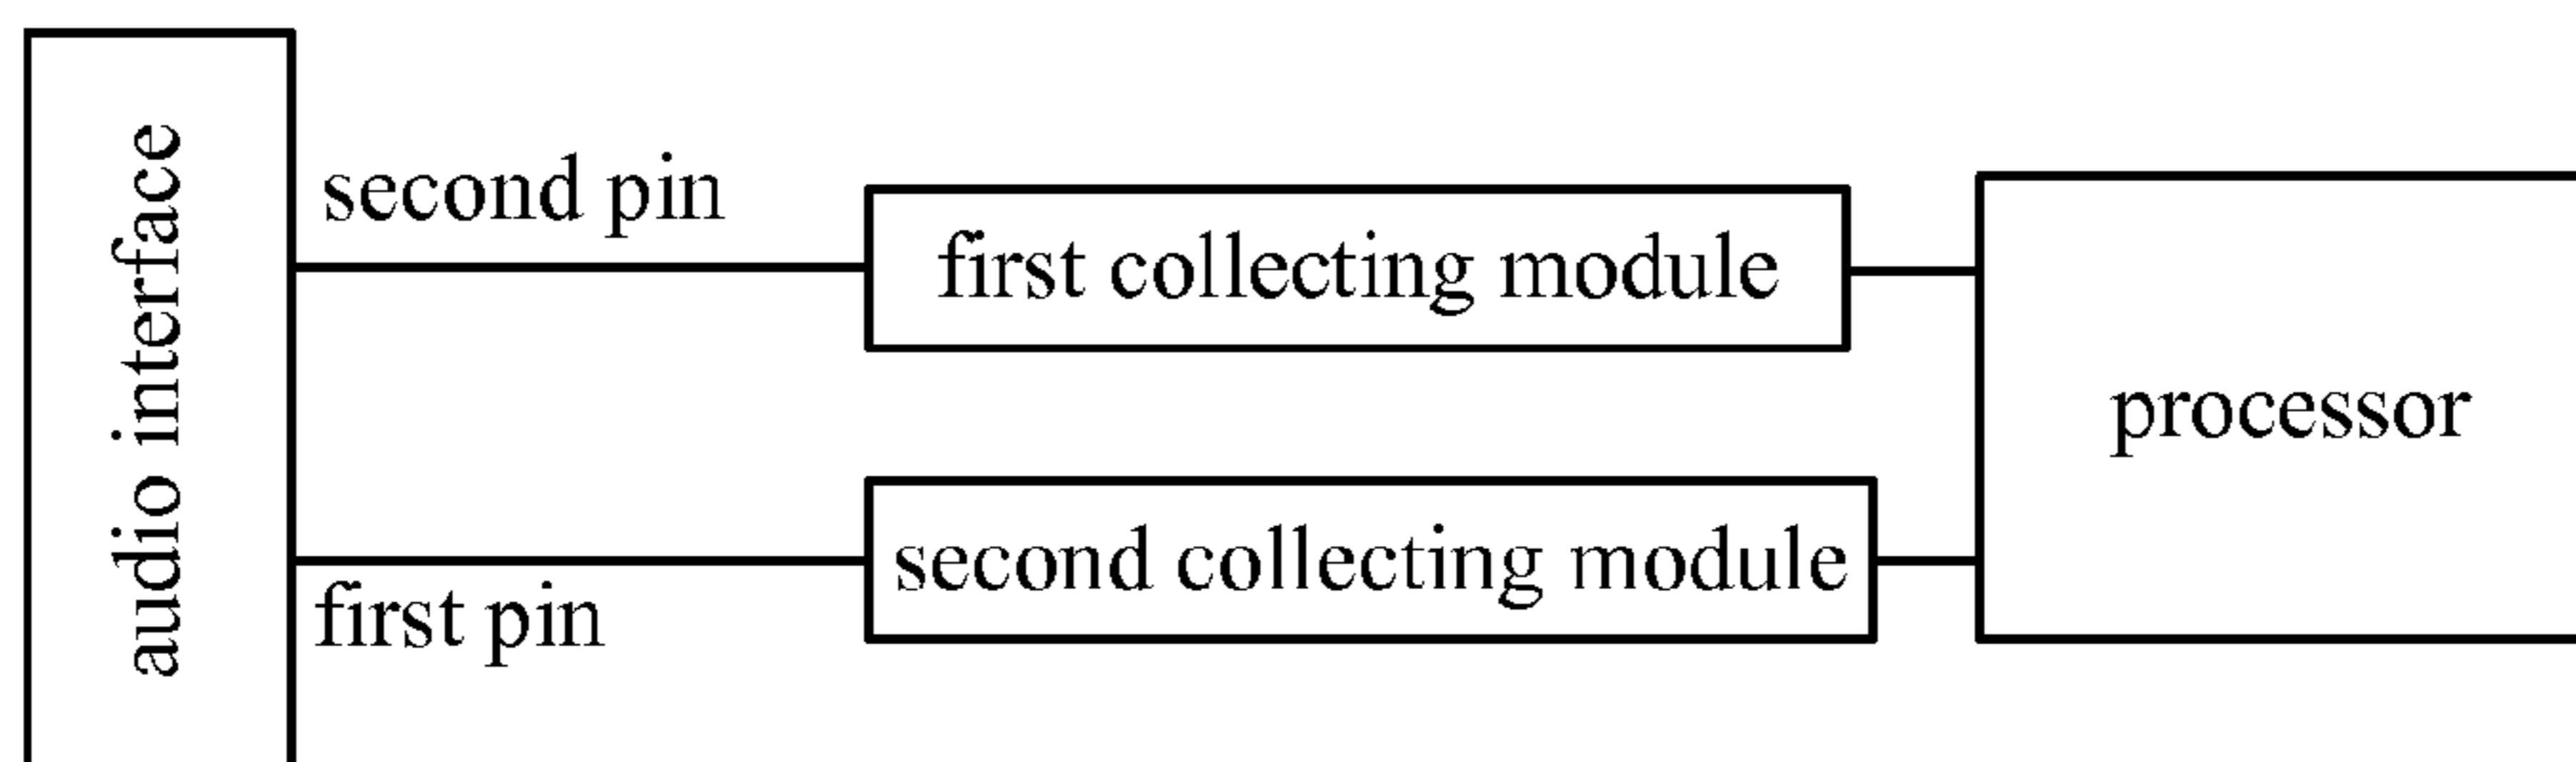 audio interface
second pin
first collecting module
processor
second collecting module
first pin